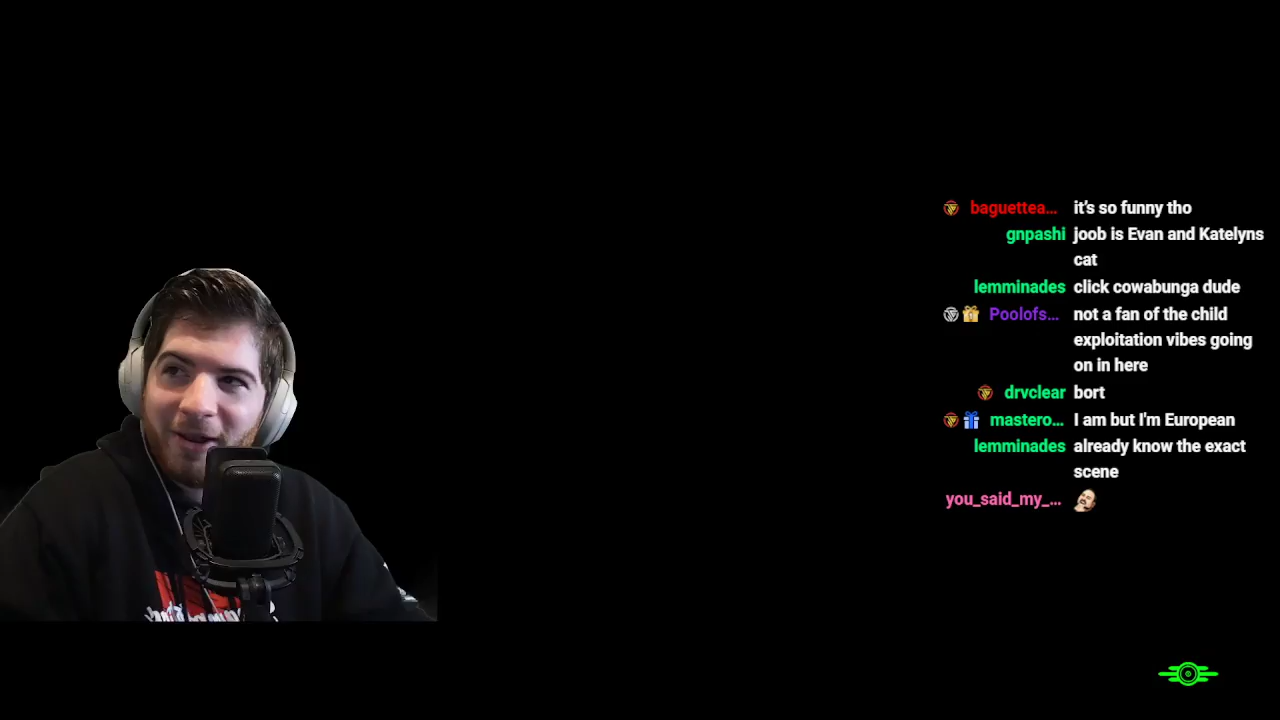 baguettea... it's so funny tho
gnpashi joob is Evan and Katelyns
cat
lemminades click cowabunga dude
Poolofs... not a fan of the child
exploitation vibes going
on in here
drvclear bort
mastero... I am but I'm European
lemminades already know the exact
scene
you_said_my_...